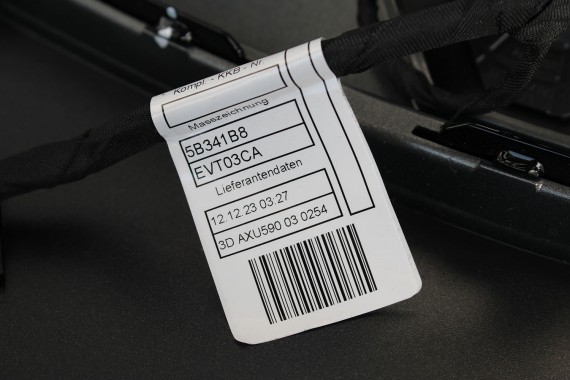 Kompl. - KKB - Nr
Masszeichnung
5B341B8
EVT03CA
Lieferantendaten
12.12.23 03:27
3D AXU590 03 0254